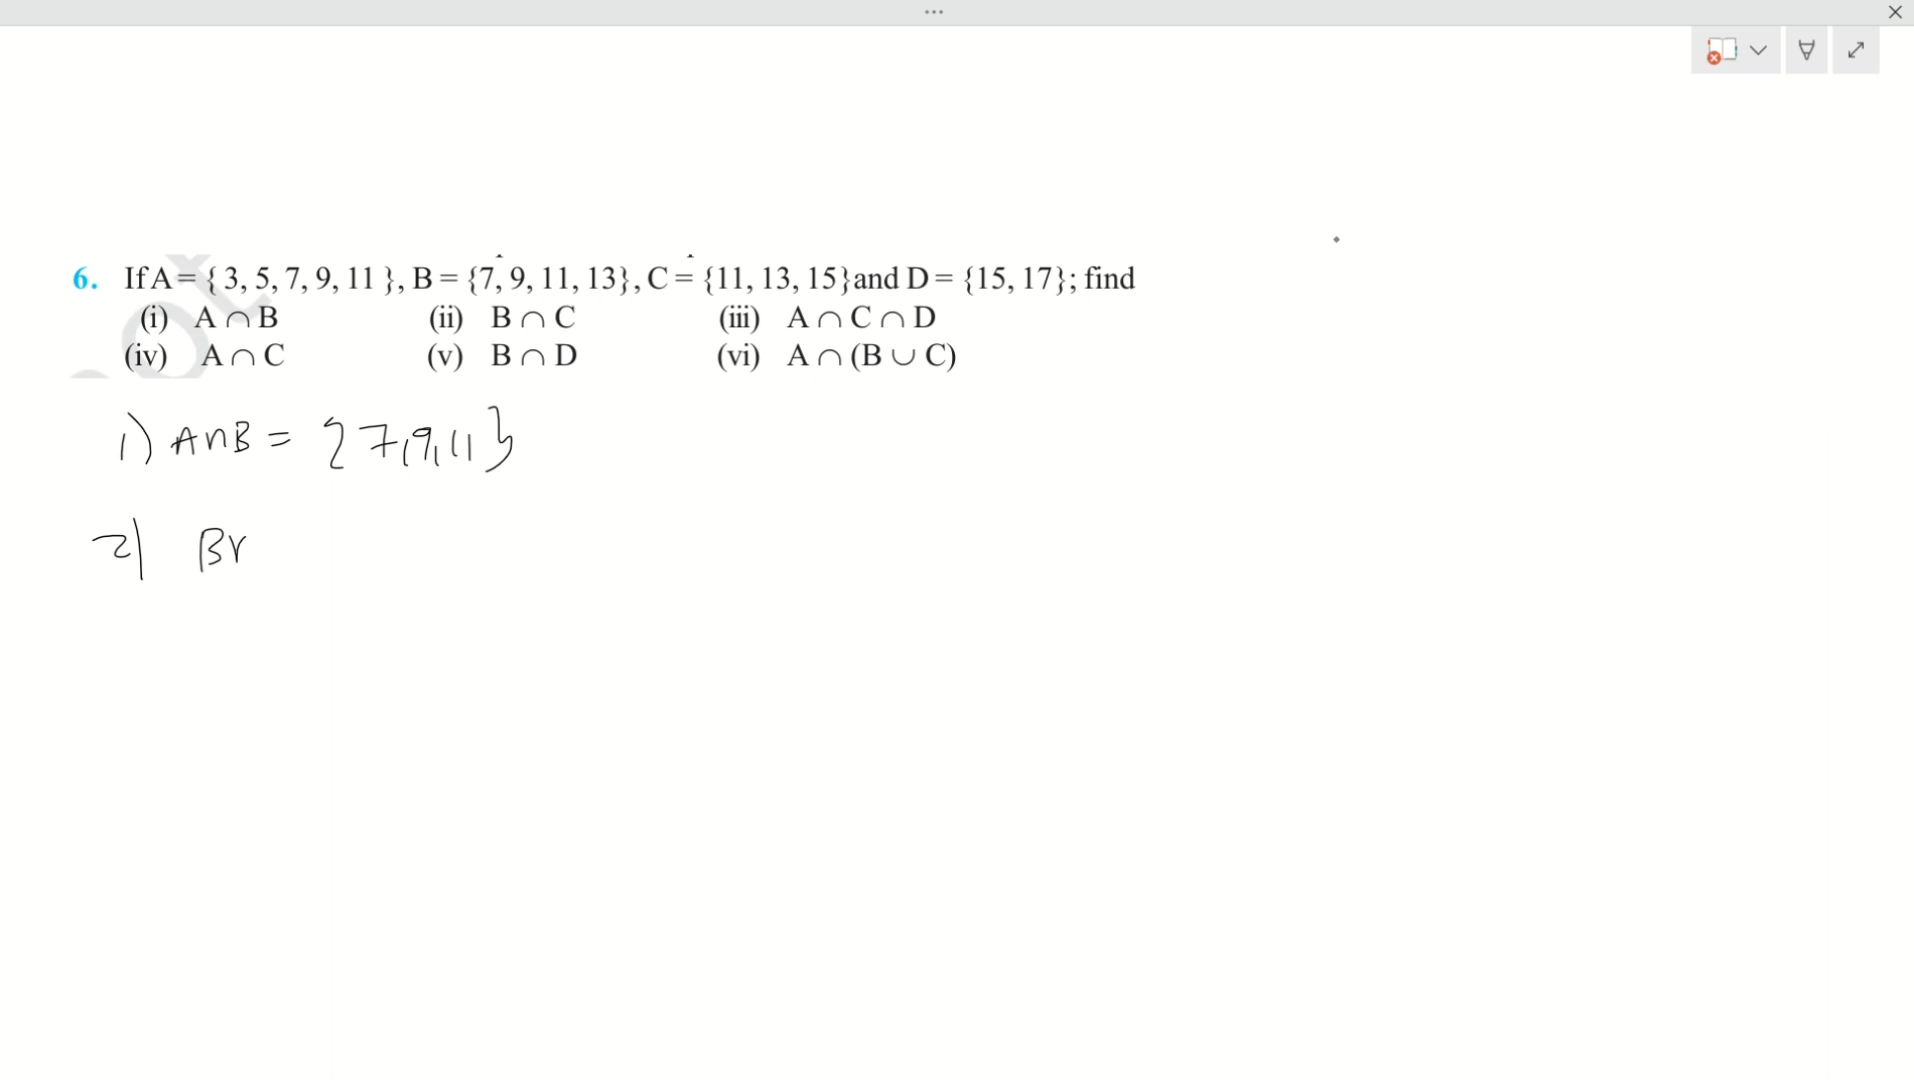 6. If A = { 3, 5, 7, 9, 11 }, B = {7, 9, 11, 13}, C = {11, 13, 15}and D = {15, 17}; find
(i) A ∩ B (ii) B ∩ C (iii) A ∩ C ∩ D
(iv) A ∩ C (v) B ∩ D (vi) A ∩ (B ∪ C)
1) A∩B = {7,9,11}
2) B